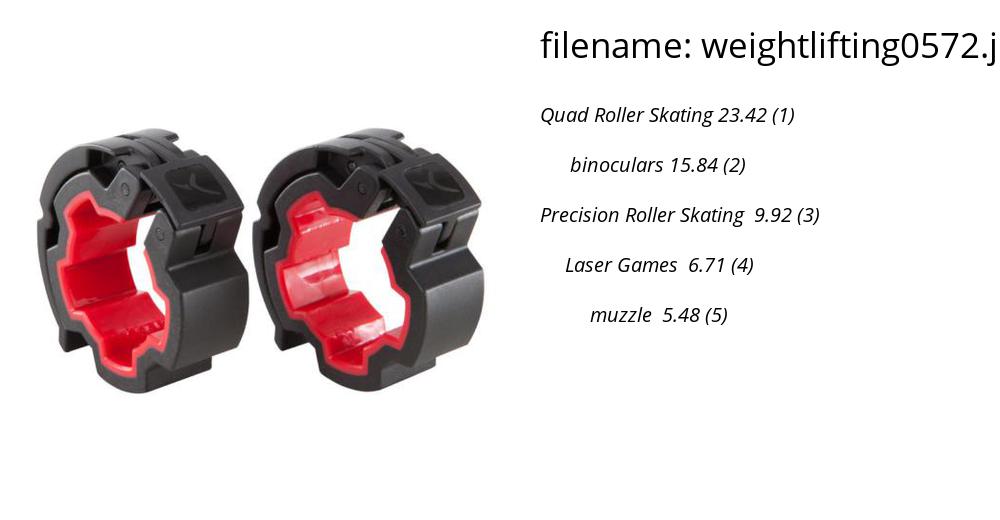 filename: weightlifting0572.j
Quad Roller Skating 23.42 (1)
binoculars 15.84 (2)
Precision Roller Skating 9.92 (3)
Laser Games 6.71 (4)
muzzle 5.48 (5)